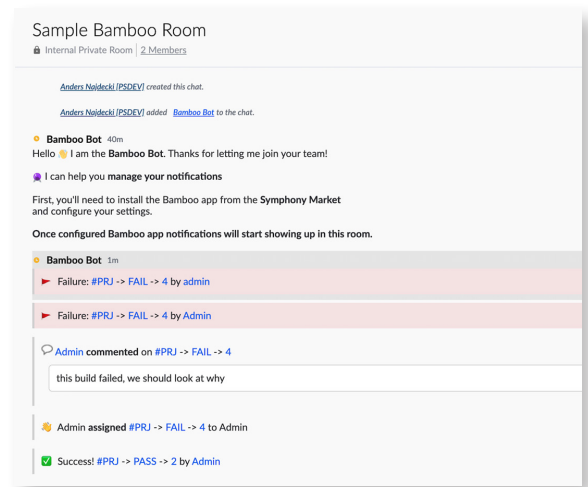 Sample Bamboo Room
Internal Private Room | 2 Members
Anders Najdecki [PSDEV] created this chat.
Anders Najdecki [PSDEV] added Bamboo Bot to the chat.
Bamboo Bot 40m
Hello 👋 I am the Bamboo Bot. Thanks for letting me join your team!
🔮 I can help you manage your notifications
First, you'll need to install the Bamboo app from the Symphony Market
and configure your settings.
Once configured Bamboo app notifications will start showing up in this room.
Bamboo Bot 1m
Failure: #PRJ -> FAIL -> 4 by admin
Failure: #PRJ -> FAIL -> 4 by Admin
Admin commented on #PRJ -> FAIL -> 4
this build failed, we should look at why
Admin assigned #PRJ -> FAIL -> 4 to Admin
Success! #PRJ -> PASS -> 2 by Admin